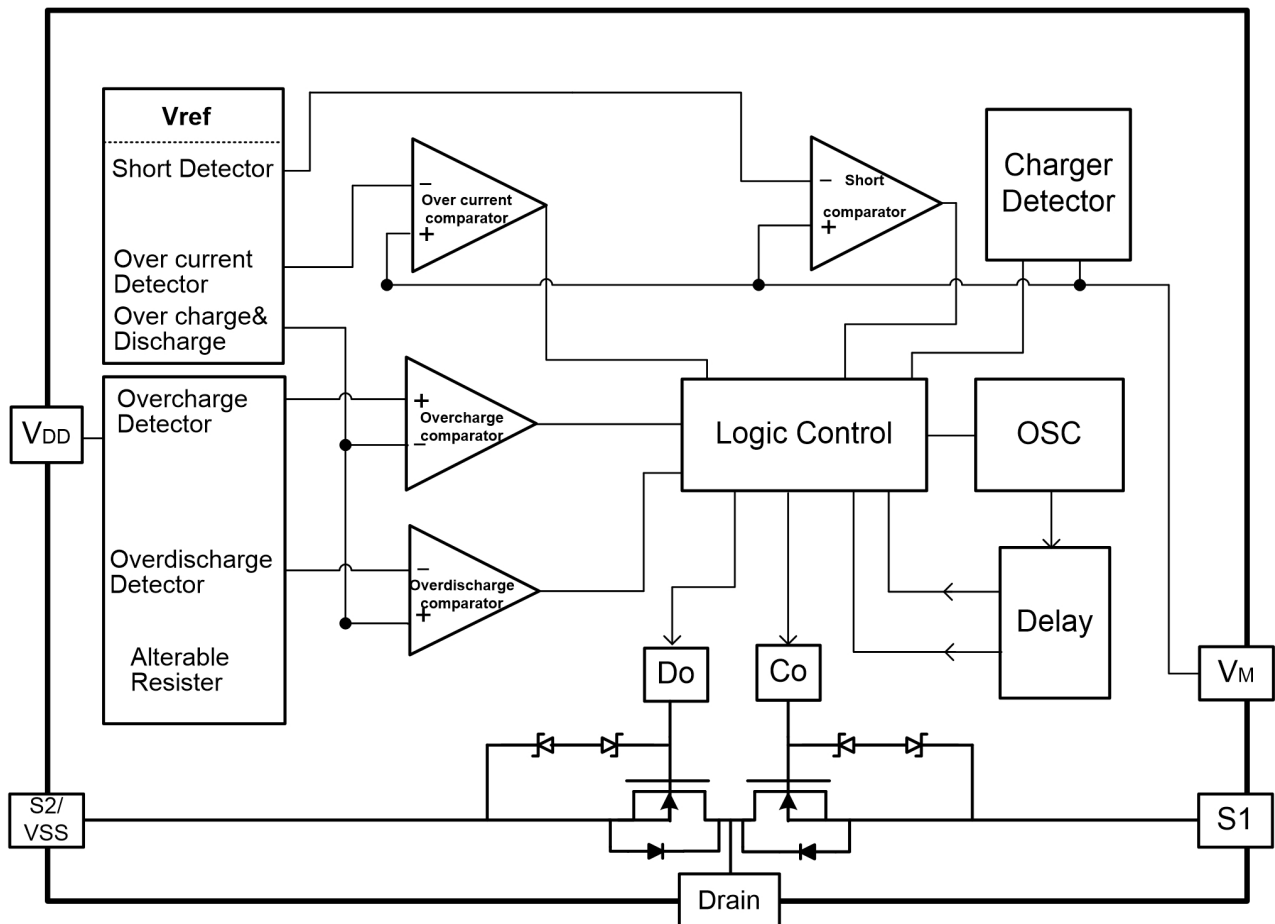 Vref
Short Detector
Over current
Detector
Over charge&
Discharge
−
Over current
comparator
+
− Short
comparator
+
Charger
Detector
VDD
Overcharge
Detector
+
Overcharge
comparator
−
Logic Control
OSC
Overdischarge
Detector
−
Overdischarge
comparator
+
Delay
Alterable
Resister
Do
Co
VM
S2/
VSS
S1
Drain